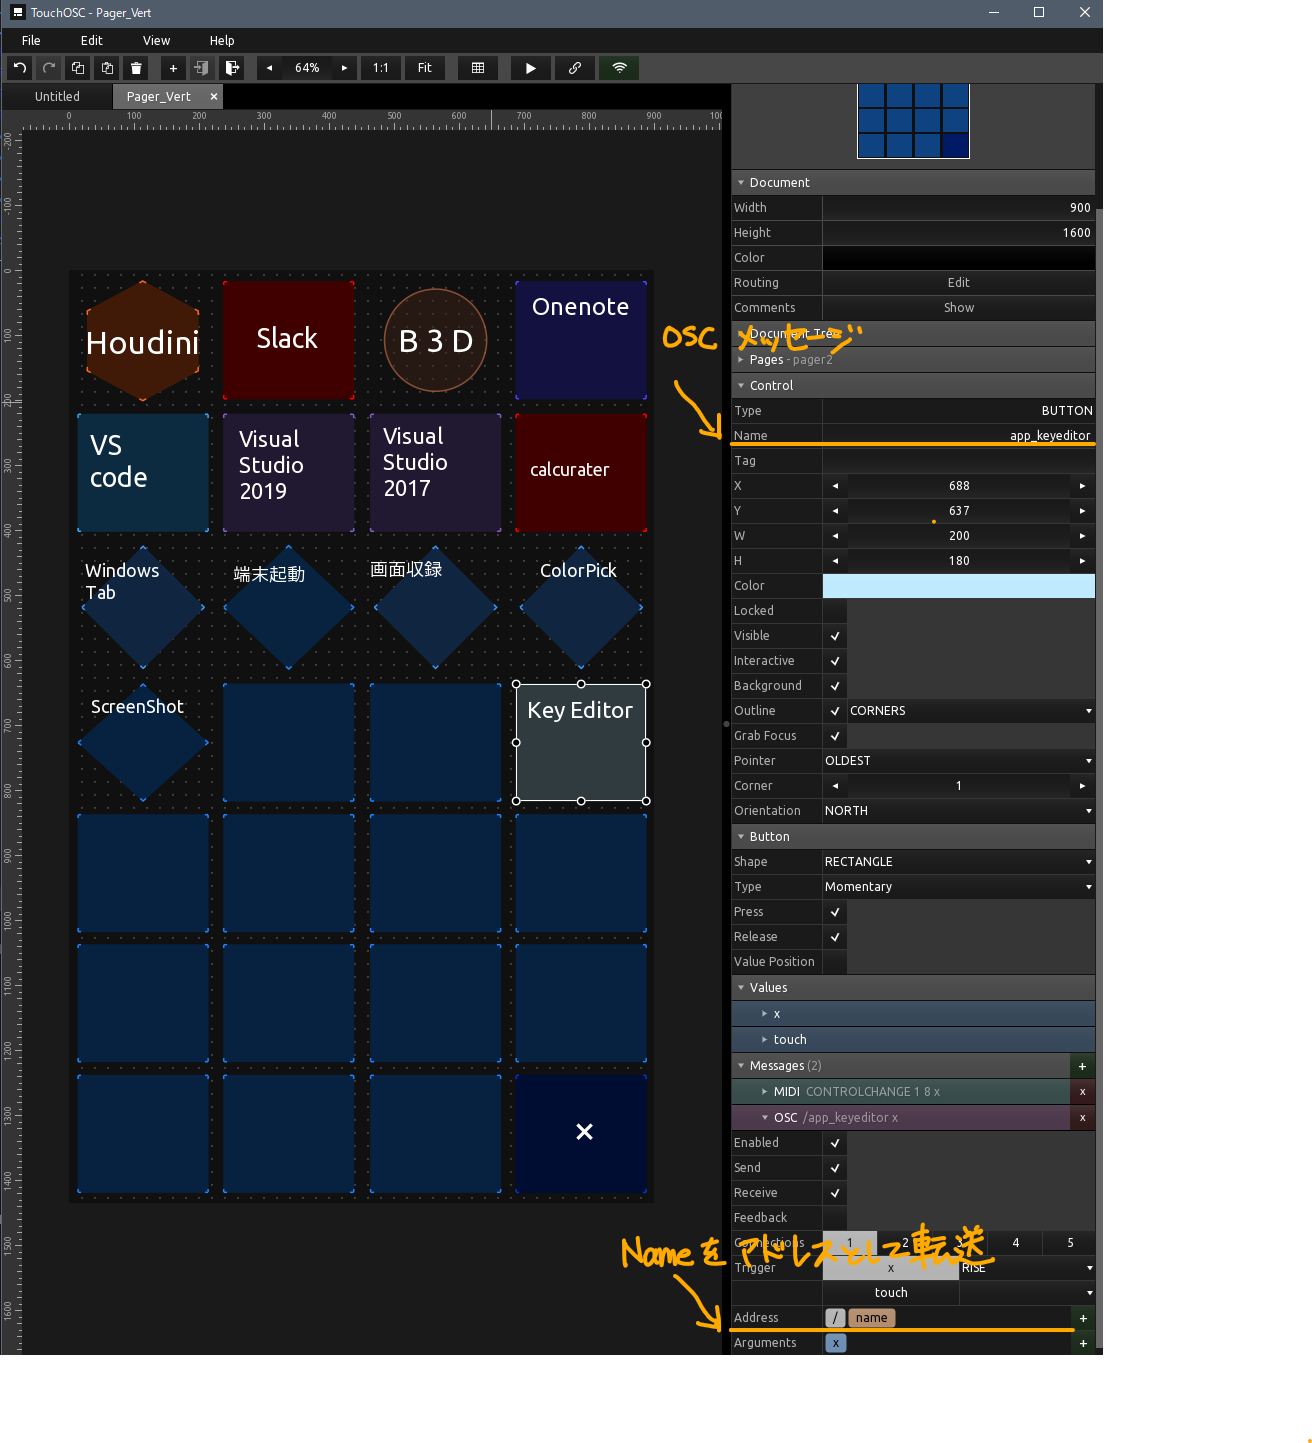 TouchOSC - Pager_Vert
File Edit View Help
64% 1:1 Fit
Untitled Pager_Vert ×
0 100 200 300 400 500 600 700 800 900 100
-200
-100
0
100
200
300
400
500
600
700
800
900
1000
1100
1200
1300
1400
1500
1600
Houdini
Slack
B 3 D
Onenote
VS
code
Visual
Studio
2019
Visual
Studio
2017
calcurater
Windows
Tab
端末起動
画面収録
ColorPick
ScreenShot
Key Editor
×
OSC メッセージ
Nameをアドレスとして転送
Document
Width 900
Height 1600
Color
Routing Edit
Comments Show
Document Tree
Pages - pager2
Control
Type BUTTON
Name app_keyeditor
Tag
X 688
Y 637
W 200
H 180
Color
Locked
Visible
Interactive
Background
Outline CORNERS
Grab Focus
Pointer OLDEST
Corner 1
Orientation NORTH
Button
Shape RECTANGLE
Type Momentary
Press
Release
Value Position
Values
x
touch
Messages (2) +
MIDI CONTROLCHANGE 1 8 x x
OSC /app_keyeditor x x
Enabled
Send
Receive
Feedback
Connections 1 2 3 4 5
Trigger x RISE
touch
Address / name +
Arguments x +